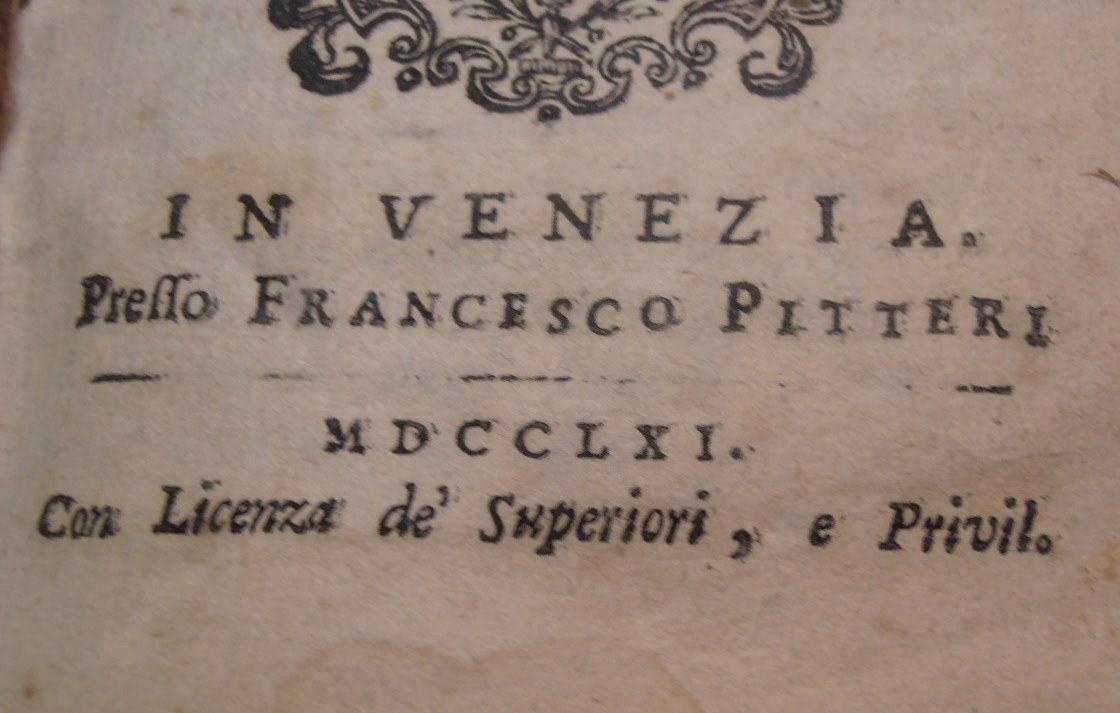 IN VENEZIA.
Preſſo FRANCESCO PITTERI
MDCCLXI.
Con Licenza de' Superiori, e Privil.